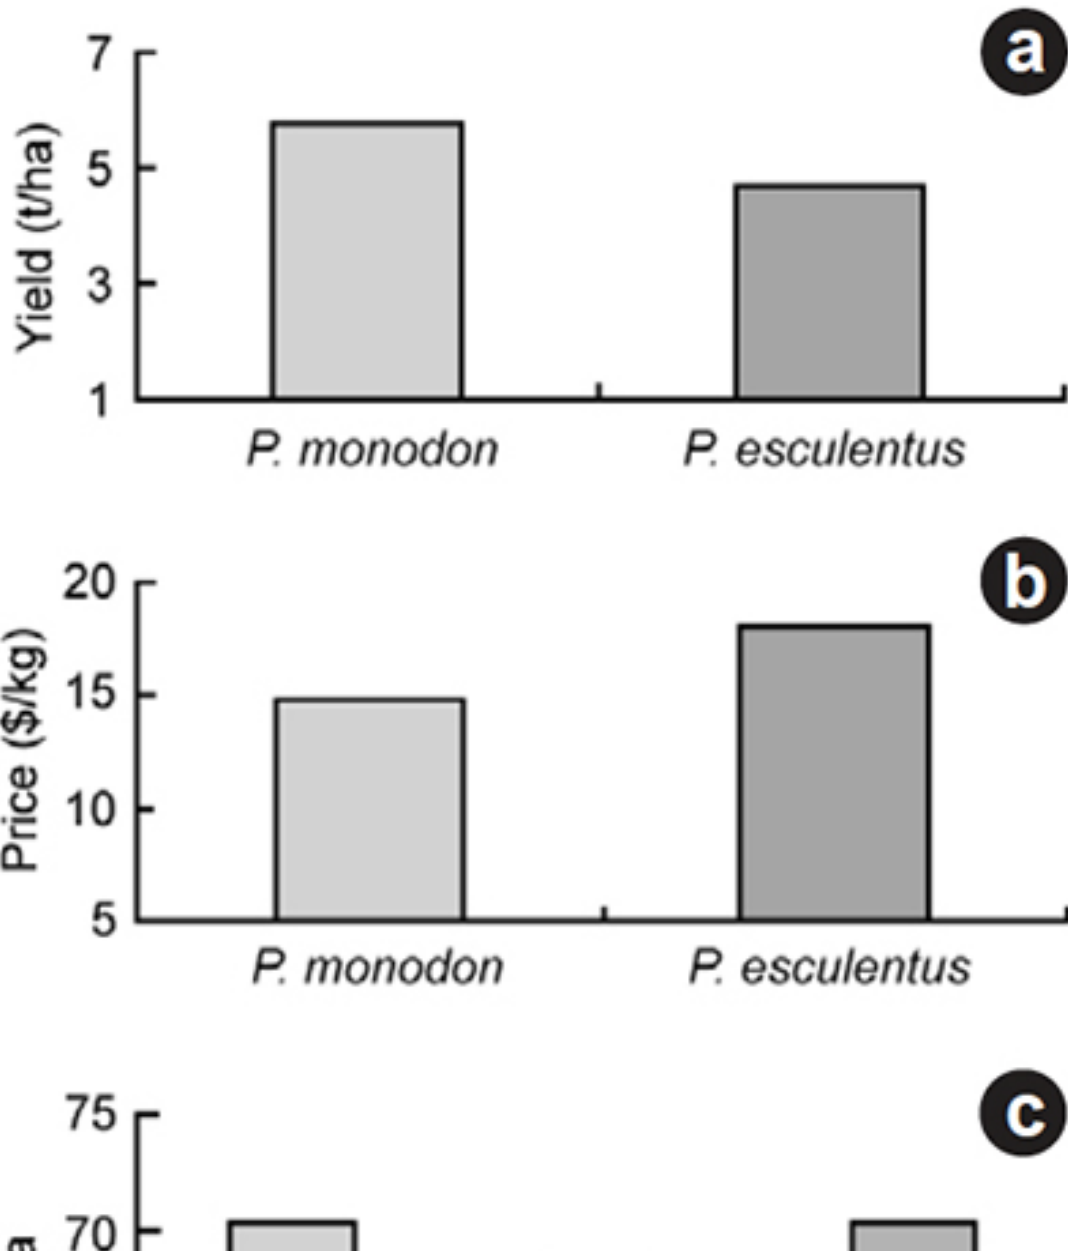 a
7
5
3
1
Yield (t/ha)
P. monodon P. esculentus
b
20
15
10
5
Price ($/kg)
P. monodon P. esculentus
c
75
70
a